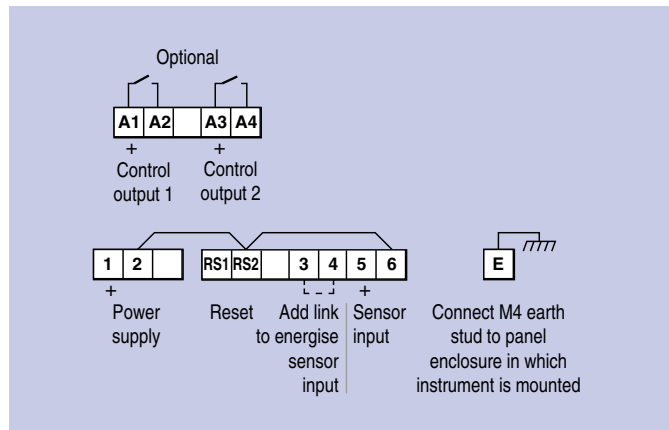 Optional
A1 A2 A3 A4
+ +
Control output 1
Control output 2
1 2 RS1 RS2 3 4 5 6 E
+ +
Power supply
Reset
Add link to energise sensor input
Sensor input
Connect M4 earth stud to panel enclosure in which instrument is mounted